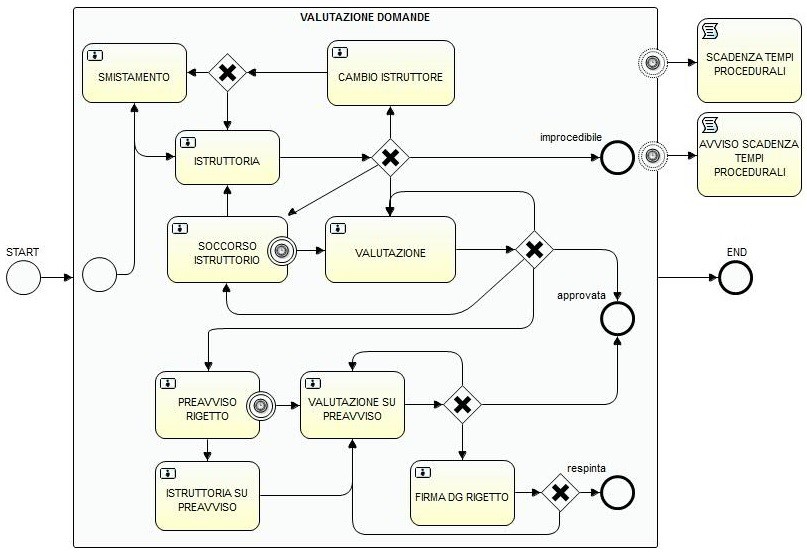 VALUTAZIONE DOMANDE
SMISTAMENTO
CAMBIO ISTRUTTORE
SCADENZA TEMPI
PROCEDURALI
improcedibile
AVVISO SCADENZA
TEMPI
PROCEDURALI
ISTRUTTORIA
SOCCORSO
ISTRUTTORIO
VALUTAZIONE
START
END
approvata
PREAVVISO
RIGETTO
VALUTAZIONE SU
PREAVVISO
ISTRUTTORIA SU
PREAVVISO
FIRMA DG RIGETTO
respinta